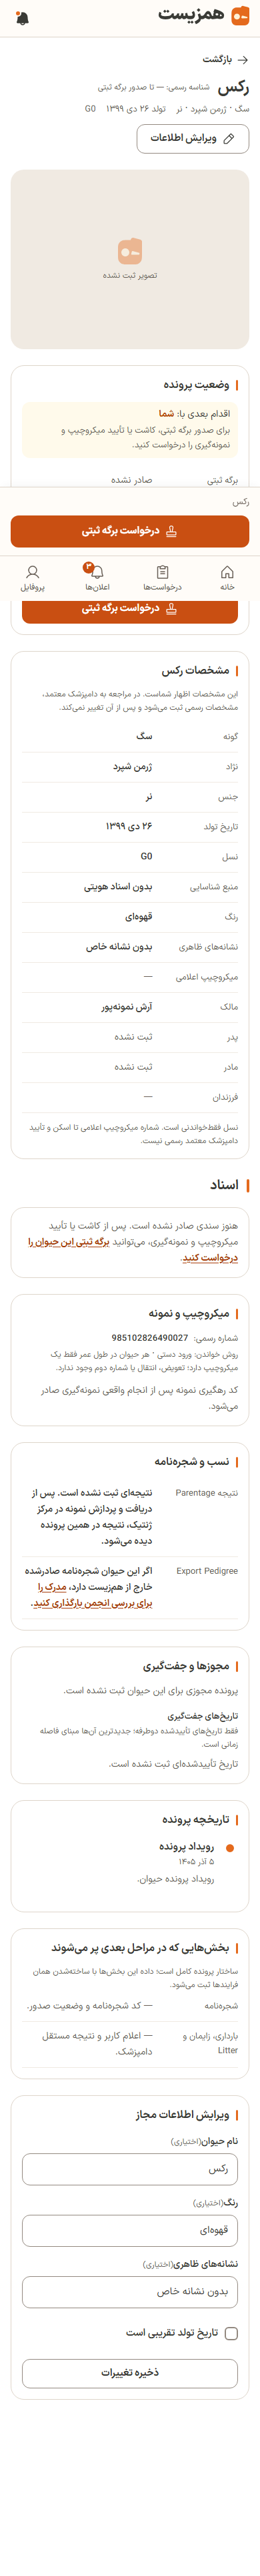 همزیست
بازگشت
رکس
شناسه رسمی: — تا صدور برگه ثبتی
سگ · ژرمن شپرد · نر
تولد ۲۶ دی ۱۳۹۹
G0
ویرایش اطلاعات
تصویر ثبت نشده
وضعیت پرونده
اقدام بعدی با: شما
برای صدور برگه ثبتی، کاشت یا تأیید میکروچیپ و
نمونه‌گیری را درخواست کنید.
برگه ثبتی
صادر نشده
رکس
درخواست برگه ثبتی
خانه
درخواست‌ها
۳
اعلان‌ها
پروفایل
درخواست برگه ثبتی
مشخصات رکس
این مشخصات اظهار شماست. در مراجعه به دامپزشک معتمد،
مشخصات رسمی ثبت می‌شود و پس از آن تغییر نمی‌کند.
گونه
سگ
نژاد
ژرمن شپرد
جنس
نر
تاریخ تولد
۲۶ دی ۱۳۹۹
نسل
G0
منبع شناسایی
بدون اسناد هویتی
رنگ
قهوه‌ای
نشانه‌های ظاهری
بدون نشانه خاص
میکروچیپ اعلامی
—
مالک
آرش نمونه‌پور
پدر
ثبت نشده
مادر
ثبت نشده
فرزندان
—
نسل فقط‌خواندنی است. شماره میکروچیپ اعلامی تا اسکن و تأیید
دامپزشک معتمد رسمی نیست.
اسناد
هنوز سندی صادر نشده است. پس از کاشت یا تأیید
میکروچیپ و نمونه‌گیری، می‌توانید برگه ثبتی این حیوان را
درخواست کنید.
میکروچیپ و نمونه
شماره رسمی: 985102826490027
روش خواندن: ورود دستی · هر حیوان در طول عمر فقط یک
میکروچیپ دارد؛ تعویض، انتقال یا شماره دوم وجود ندارد.
کد رهگیری نمونه پس از انجام واقعی نمونه‌گیری صادر
می‌شود.
نسب و شجره‌نامه
نتیجه Parentage
نتیجه‌ای ثبت نشده است. پس از
دریافت و پردازش نمونه در مرکز
ژنتیک، نتیجه در همین پرونده
دیده می‌شود.
Export Pedigree
اگر این حیوان شجره‌نامه صادرشده
خارج از همزیست دارد، مدرک را
برای بررسی انجمن بارگذاری کنید.
مجوزها و جفت‌گیری
پرونده مجوزی برای این حیوان ثبت نشده است.
تاریخ‌های جفت‌گیری
فقط تاریخ‌های تأییدشده دوطرفه؛ جدیدترین آن‌ها مبنای فاصله
زمانی است.
تاریخ تأییدشده‌ای ثبت نشده است.
تاریخچه پرونده
رویداد پرونده
۵ آذر ۱۴۰۵
رویداد پرونده حیوان.
بخش‌هایی که در مراحل بعدی پر می‌شوند
ساختار پرونده کامل است؛ داده این بخش‌ها با ساخته‌شدن همان
فرایندها ثبت می‌شود.
شجره‌نامه
— کد شجره‌نامه و وضعیت صدور.
بارداری، زایمان و
Litter
— اعلام کاربر و نتیجه مستقل
دامپزشک.
ویرایش اطلاعات مجاز
نام حیوان(اختیاری)
رکس
رنگ(اختیاری)
قهوه‌ای
نشانه‌های ظاهری(اختیاری)
بدون نشانه خاص
تاریخ تولد تقریبی است
ذخیره تغییرات